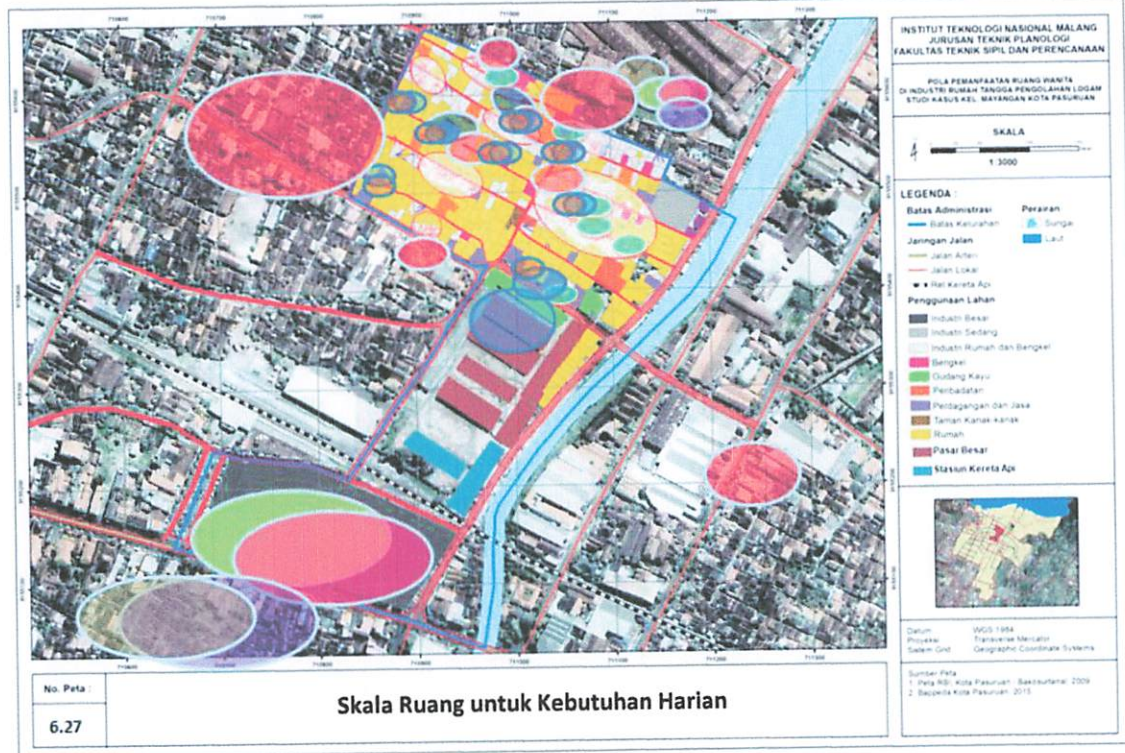 INSTITUT TEKNOLOGI NASIONAL MALANG
JURUSAN TEKNIK PLANOLOGI
FAKULTAS TEKNIK SIPIL DAN PERENCANAAN
POLA PEMANFAATAN RUANG WANITA
DI INDUSTRI RUMAH TANGGA PENGOLAHAN LOGAM
STUDI KASUS KEL. MAYANGAN KOTA PASURUAN
SKALA
1:3000
LEGENDA :
Batas Administrasi
Batas Kelurahan
Jaringan Jalan
Jalan Arteri
Jalan Lokal
Rel Kereta Api
Perairan
Sungai
Laut
Penggunaan Lahan
Industri Besar
Industri Sedang
Industri Rumah dan Bengkel
Bengkel
Gudang Kayu
Peribadatan
Perdagangan dan Jasa
Taman Kanak-kanak
Rumah
Pasar Besar
Stasiun Kereta Api
Datum WGS 1984
Proyeksi Transverse Mercator
Sistem Grid Geographic Coordinate Systems
Sumber Peta
1. Peta RBI, Kota Pasuruan, Bakosurtanal, 2009
2. Bappeda Kota Pasuruan, 2013
No. Peta :
6.27
Skala Ruang untuk Kebutuhan Harian